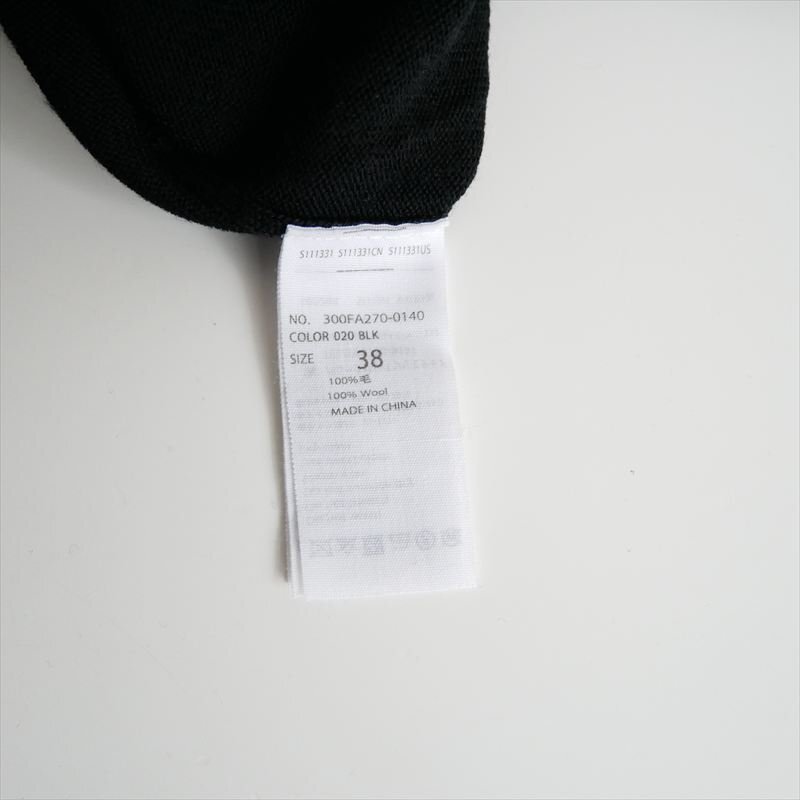 S111331 S111331CN S111331US
NO. 300FA270-0140
COLOR 020 BLK
SIZE 38
100%毛
100% Wool
MADE IN CHINA